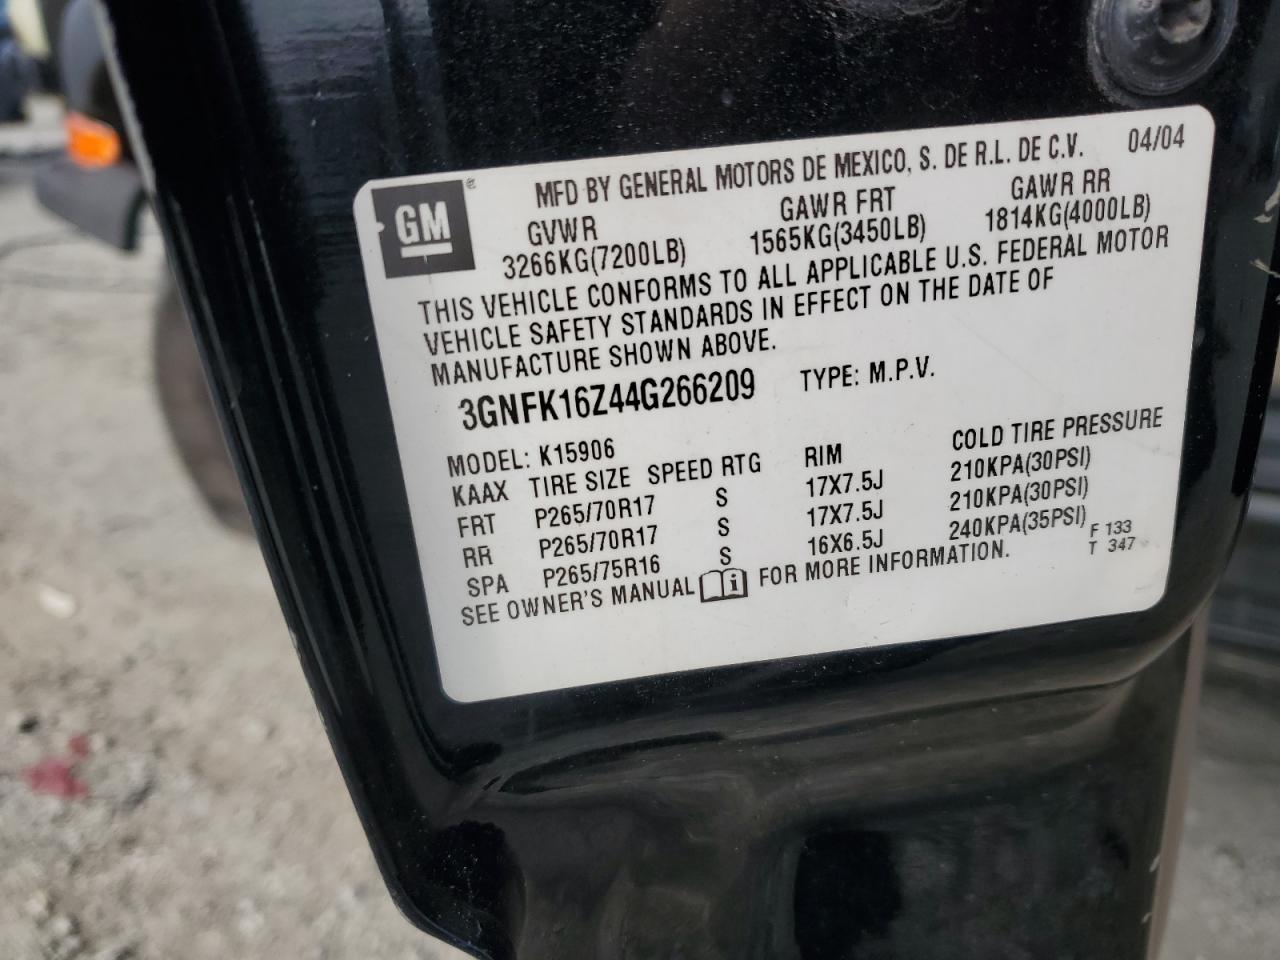 GM®
MFD BY GENERAL MOTORS DE MEXICO, S. DE R.L. DE C.V. 04/04
GVWR GAWR FRT GAWR RR
3266KG(7200LB) 1565KG(3450LB) 1814KG(4000LB)
THIS VEHICLE CONFORMS TO ALL APPLICABLE U.S. FEDERAL MOTOR
VEHICLE SAFETY STANDARDS IN EFFECT ON THE DATE OF
MANUFACTURE SHOWN ABOVE.
3GNFK16Z44G266209 TYPE: M.P.V.
MODEL: K15906
KAAX TIRE SIZE SPEED RTG RIM COLD TIRE PRESSURE
FRT P265/70R17 S 17X7.5J 210KPA(30PSI)
RR P265/70R17 S 17X7.5J 210KPA(30PSI)
SPA P265/75R16 S 16X6.5J 240KPA(35PSI)
SEE OWNER'S MANUAL FOR MORE INFORMATION.
F 133
T 347